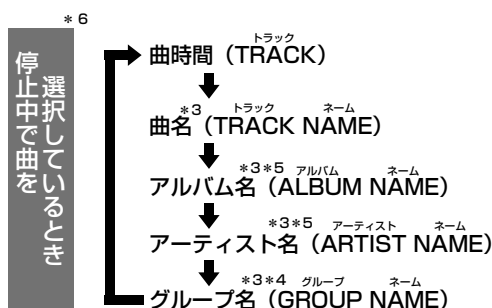 *6
停止中で曲を
選択しているとき
トラック
曲時間（TRACK）
*3 トラック ネーム
曲名（TRACK NAME）
*3*5 アルバム ネーム
アルバム名（ALBUM NAME）
*3*5 アーティスト ネーム
アーティスト名（ARTIST NAME）
*3*4 グループ ネーム
グループ名（GROUP NAME）